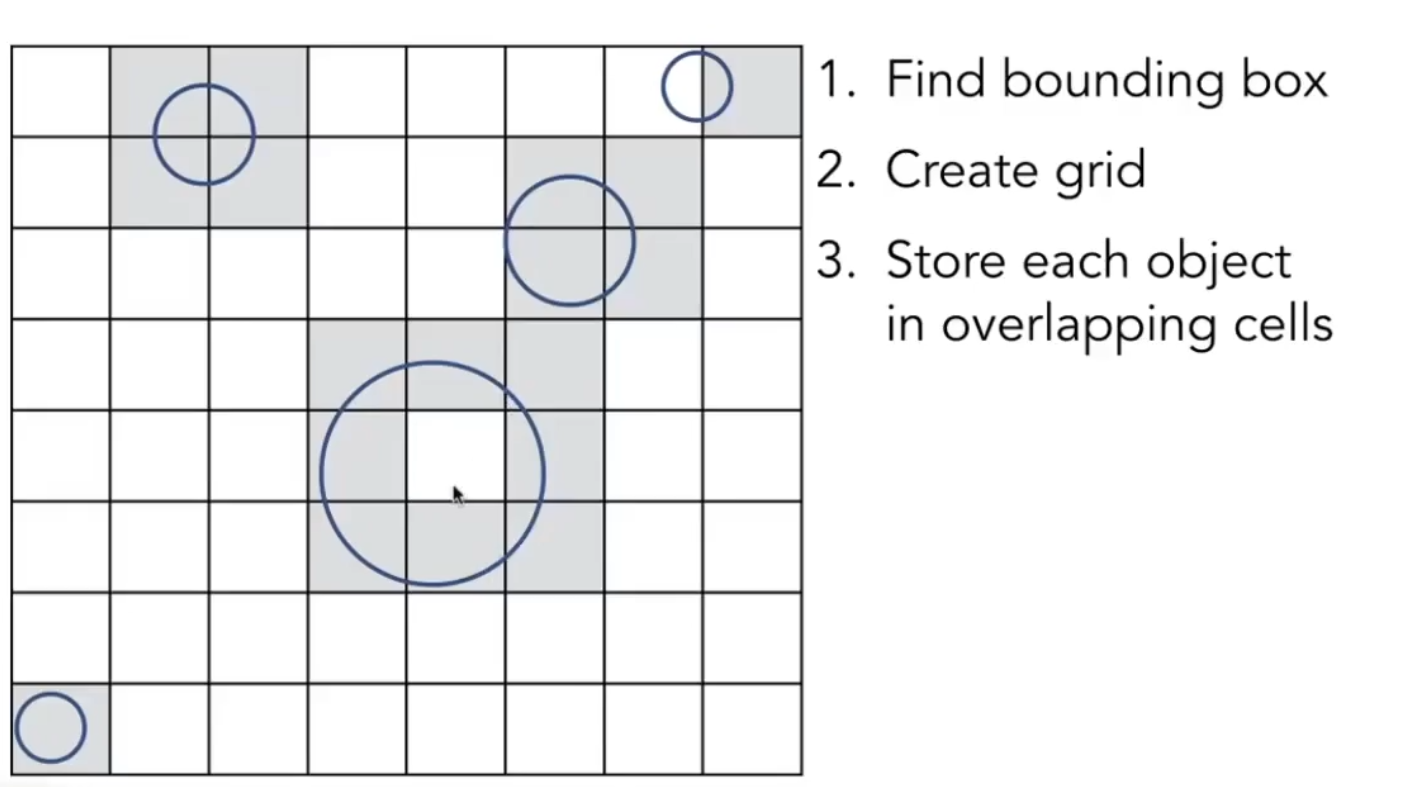 1. Find bounding box
2. Create grid
3. Store each object
in overlapping cells